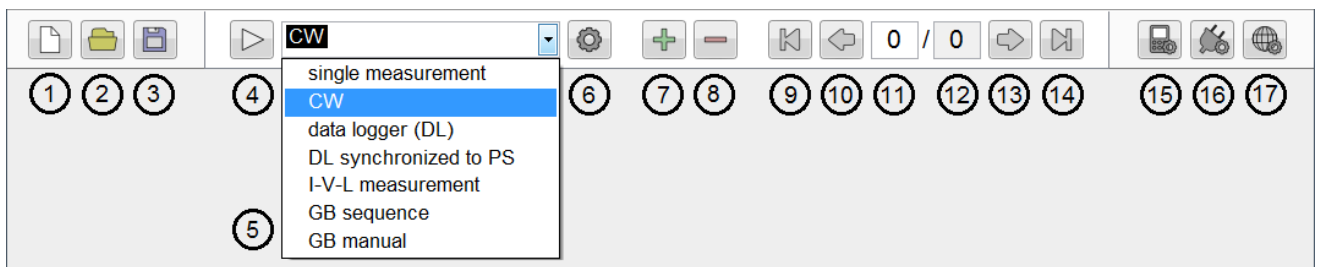 CW 0 / 0
single measurement
1 2 3 4 CW 6 7 8 9 10 11 12 13 14 15 16 17
data logger (DL)
DL synchronized to PS
I-V-L measurement
5 GB sequence
GB manual